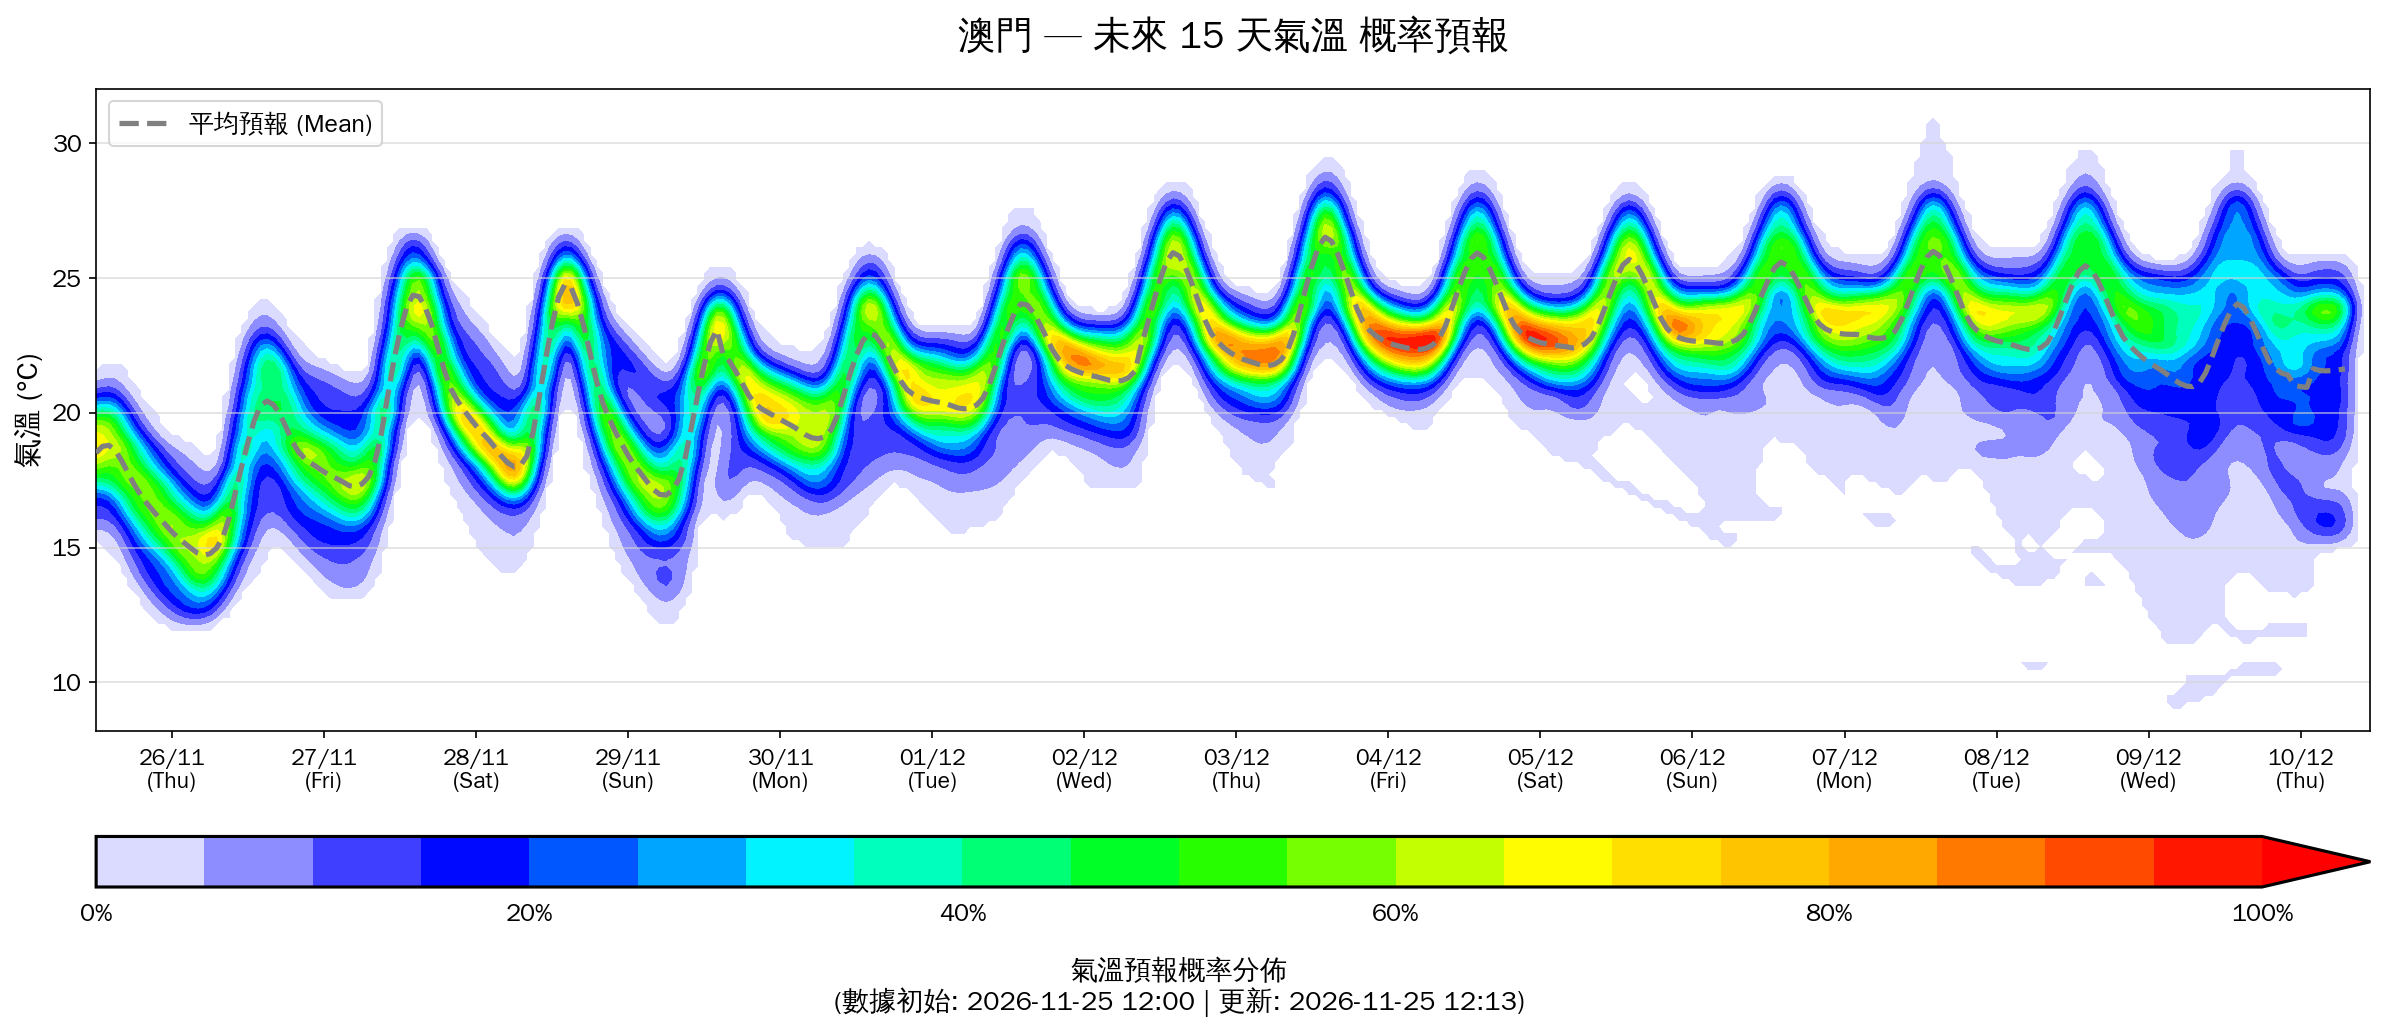 澳門 — 未來 15 天氣溫 概率預報
平均預報 (Mean)
氣溫 (°C)
30
25
20
15
10
26/11 27/11 28/11 29/11 30/11 01/12 02/12 03/12 04/12 05/12 06/12 07/12 08/12 09/12 10/12
(Thu) (Fri) (Sat) (Sun) (Mon) (Tue) (Wed) (Thu) (Fri) (Sat) (Sun) (Mon) (Tue) (Wed) (Thu)
0% 20% 40% 60% 80% 100%
氣溫預報概率分佈
(數據初始: 2026-11-25 12:00 | 更新: 2026-11-25 12:13)